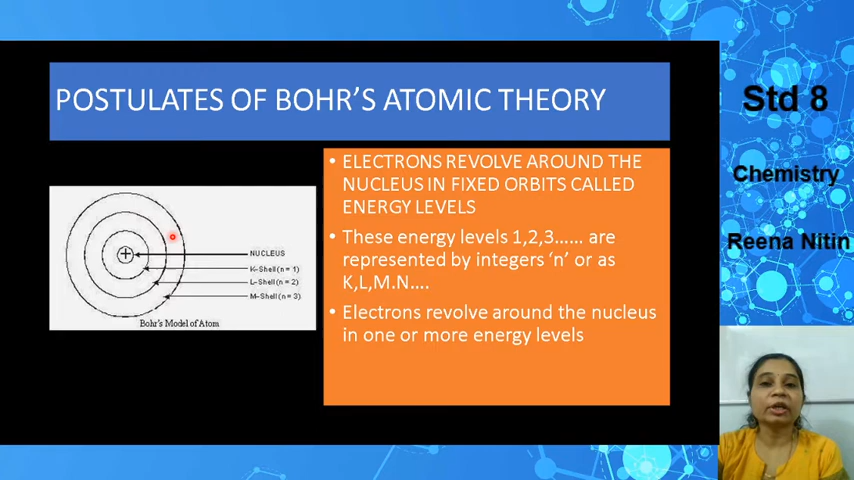 POSTULATES OF BOHR'S ATOMIC THEORY
NUCLEUS
K-Shell (n = 1)
L-Shell (n = 2)
M-Shell (n = 3)
Bohr's Model of Atom
• ELECTRONS REVOLVE AROUND THE
NUCLEUS IN FIXED ORBITS CALLED
ENERGY LEVELS
• These energy levels 1,2,3…… are
represented by integers 'n' or as
K,L,M.N….
• Electrons revolve around the nucleus
in one or more energy levels
Std 8
Chemistry
Reena Nitin